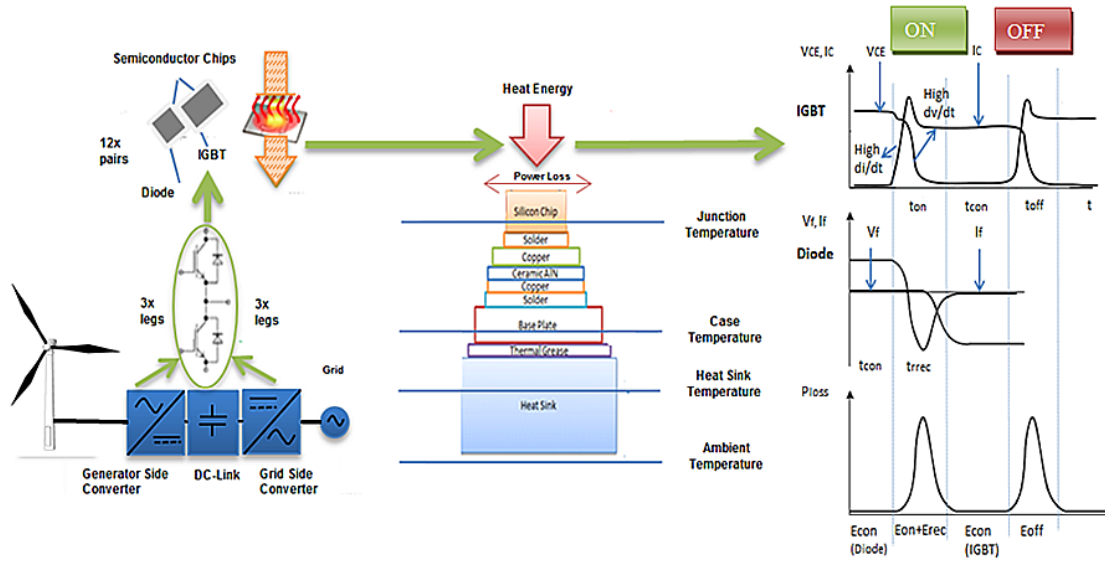 Semiconductor Chips
12x
pairs
IGBT
Diode
3x
legs
3x
legs
Grid
Generator Side
Converter
DC-Link
Grid Side
Converter
Heat Energy
Power Loss
Silicon Chip
Solder
Copper
Ceramic AlN
Copper
Solder
Base Plate
Thermal Grease
Heat Sink
Junction
Temperature
Case
Temperature
Heat Sink
Temperature
Ambient
Temperature
ON
OFF
VCE, IC
VCE
IC
IGBT
High
dv/dt
High
di/dt
ton
tcon
toff
t
Vf, If
Vf
If
Diode
tcon
trrec
Ploss
Econ
(Diode)
Eon+Erec
Econ
(IGBT)
Eoff